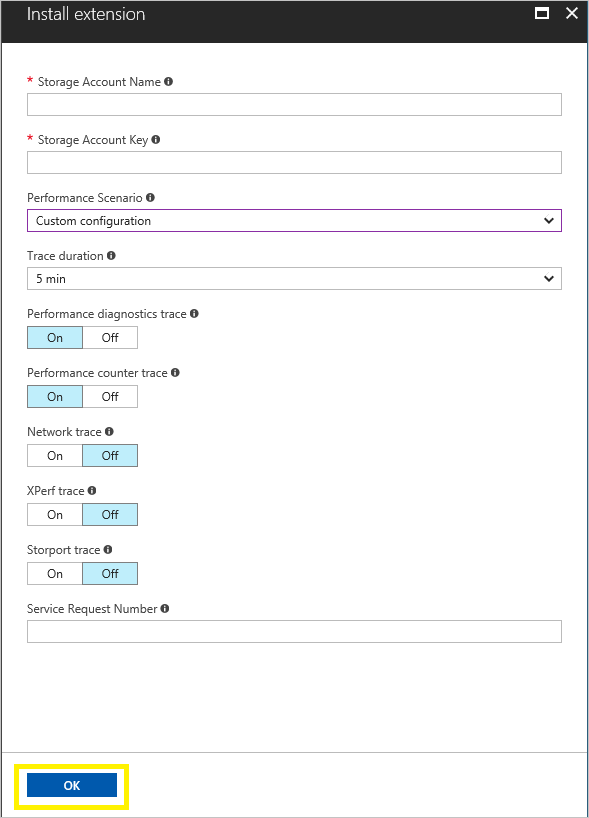 Install extension
* Storage Account Name
* Storage Account Key
Performance Scenario
Custom configuration
Trace duration
5 min
Performance diagnostics trace
On Off
Performance counter trace
On Off
Network trace
On Off
XPerf trace
On Off
Storport trace
On Off
Service Request Number
OK